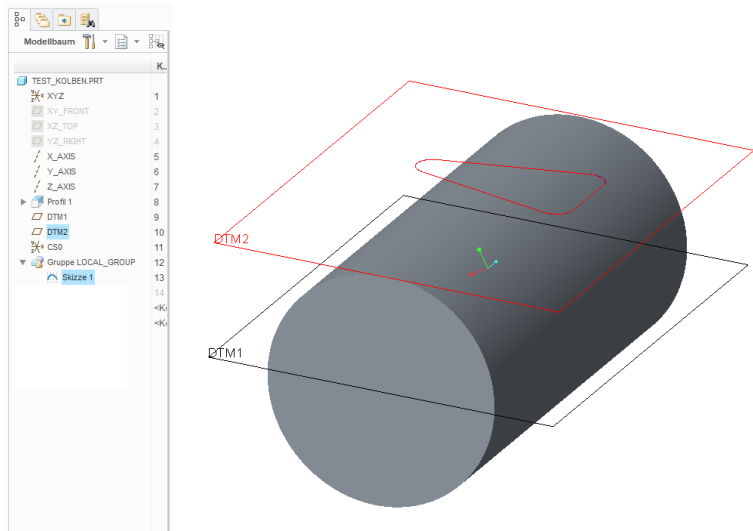 Modellbaum
K..
TEST_KOLBEN.PRT
XYZ 1
XY_FRONT 2
XZ_TOP 3
YZ_RIGHT 4
X_AXIS 5
Y_AXIS 6
Z_AXIS 7
Profil 1 8
DTM1 9
DTM2 10
CS0 11
Gruppe LOCAL_GROUP 12
Skizze 1 13
14
<K
<K
DTM2
DTM1